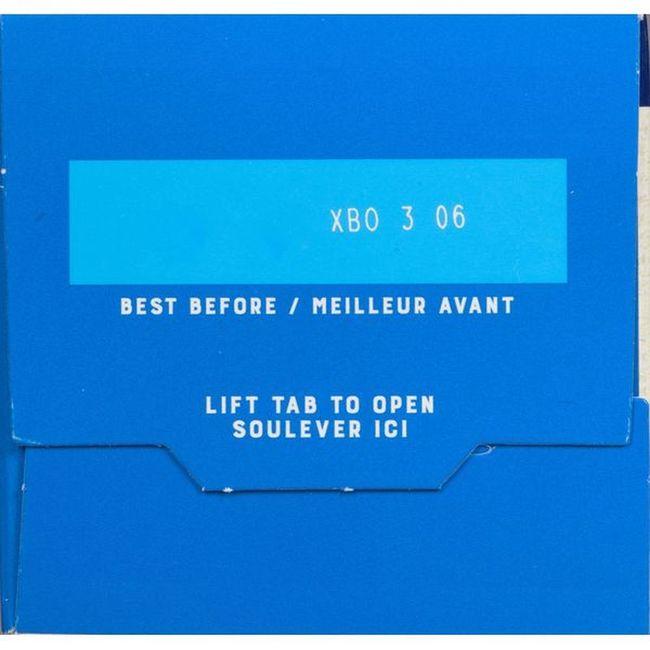 XBO 3 06
BEST BEFORE / MEILLEUR AVANT
LIFT TAB TO OPEN
SOULEVER ICI